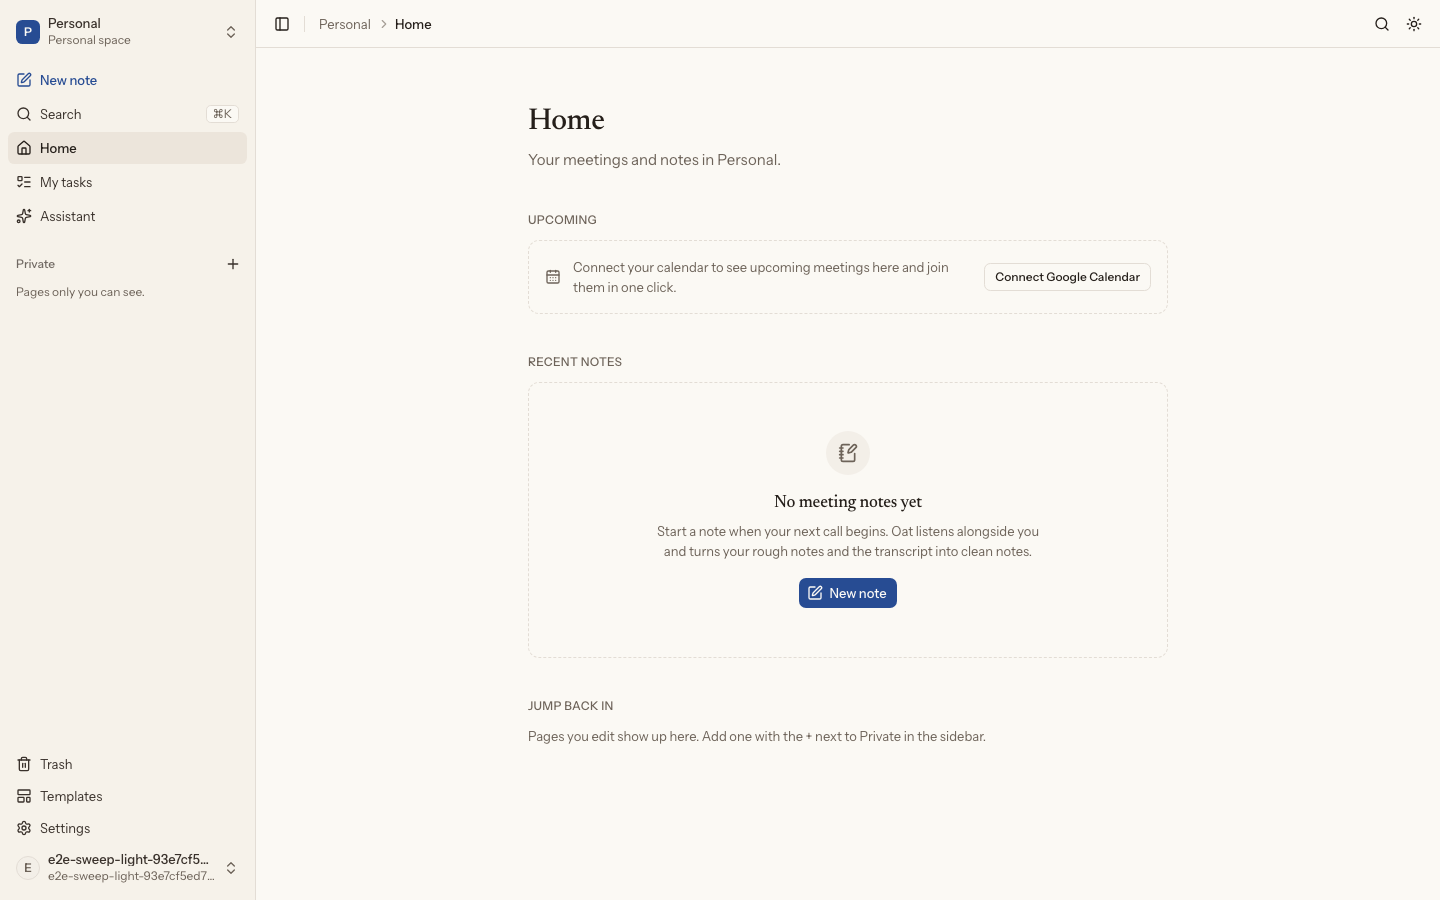 P
Personal
Personal space
New note
Search
⌘K
Home
My tasks
Assistant
Private
Pages only you can see.
Trash
Templates
Settings
E
e2e-sweep-light-93e7cf5...
e2e-sweep-light-93e7cf5ed7...
Personal
Home
Home
Your meetings and notes in Personal.
UPCOMING
Connect your calendar to see upcoming meetings here and join
them in one click.
Connect Google Calendar
RECENT NOTES
No meeting notes yet
Start a note when your next call begins. Oat listens alongside you
and turns your rough notes and the transcript into clean notes.
New note
JUMP BACK IN
Pages you edit show up here. Add one with the + next to Private in the sidebar.